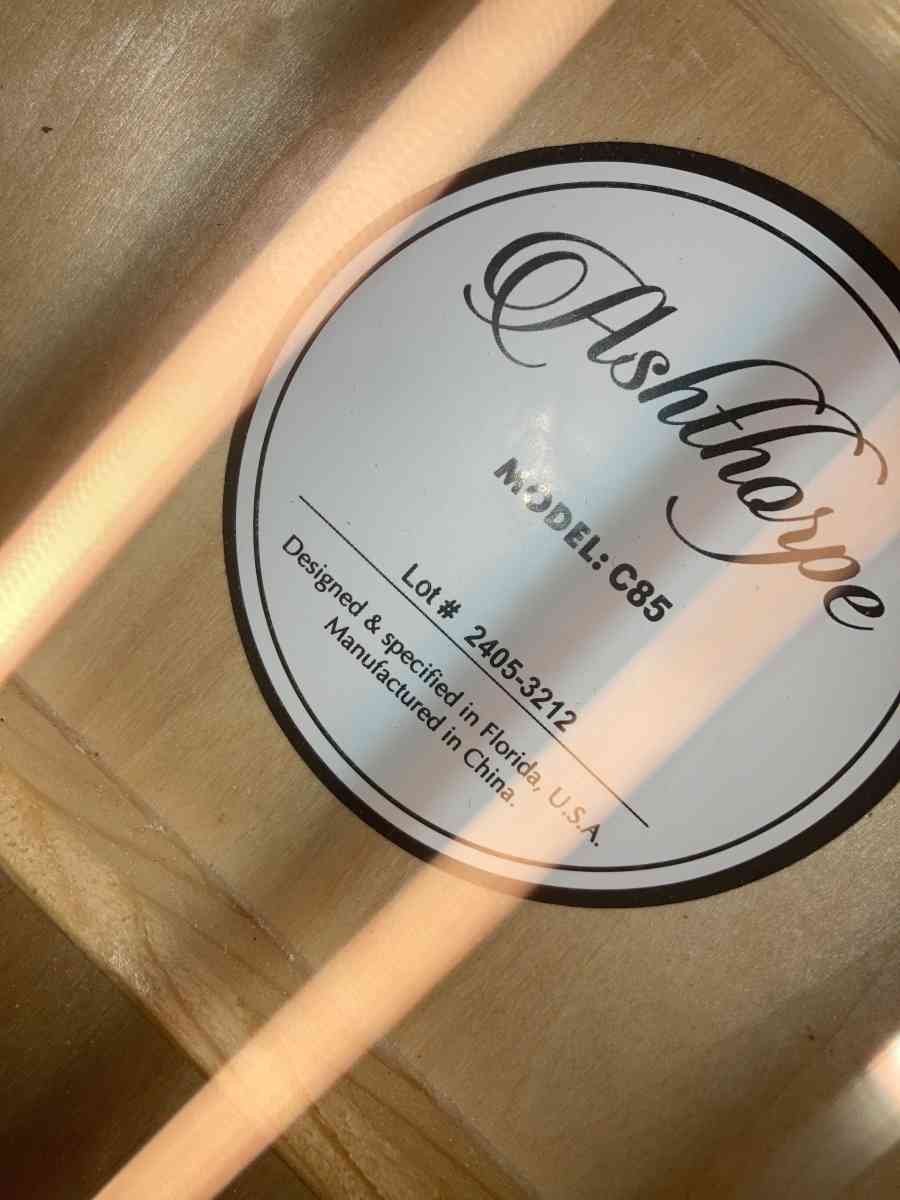 Ashthorpe
MODEL: C85
Lot # 2405-3212
Designed & specified in Florida, U.S.A.
Manufactured in China.